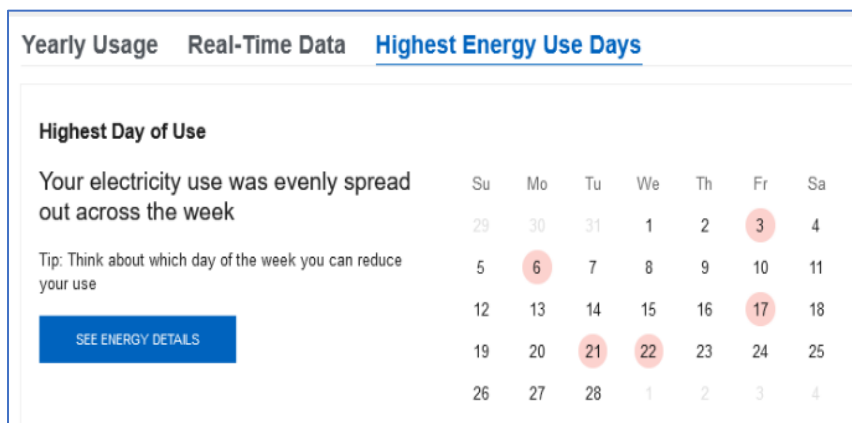 Yearly Usage Real-Time Data Highest Energy Use Days
Highest Day of Use
Your electricity use was evenly spread
out across the week
Tip: Think about which day of the week you can reduce
your use
SEE ENERGY DETAILS
Su Mo Tu We Th Fr Sa
29 30 31 1 2 3 4
5 6 7 8 9 10 11
12 13 14 15 16 17 18
19 20 21 22 23 24 25
26 27 28 1 2 3 4